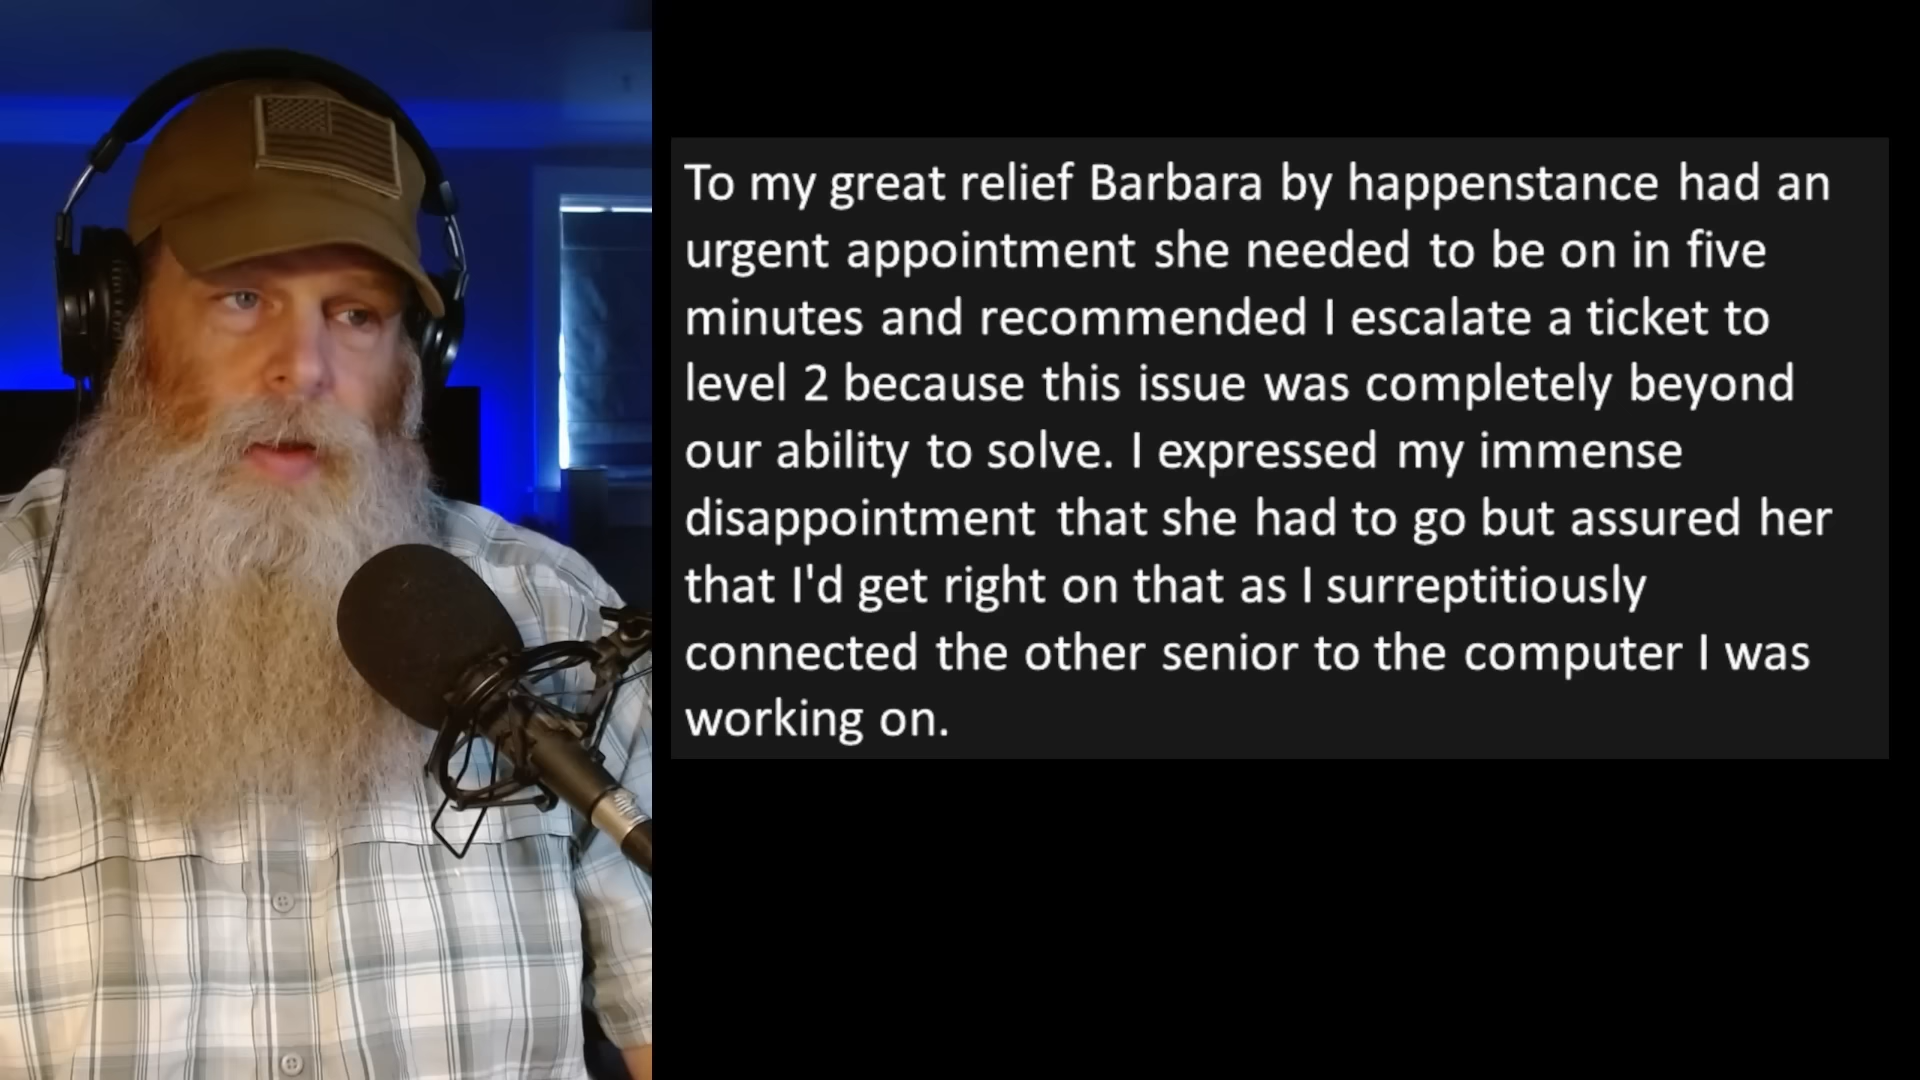 To my great relief Barbara by happenstance had an
urgent appointment she needed to be on in five
minutes and recommended I escalate a ticket to
level 2 because this issue was completely beyond
our ability to solve. I expressed my immense
disappointment that she had to go but assured her
that I'd get right on that as I surreptitiously
connected the other senior to the computer I was
working on.